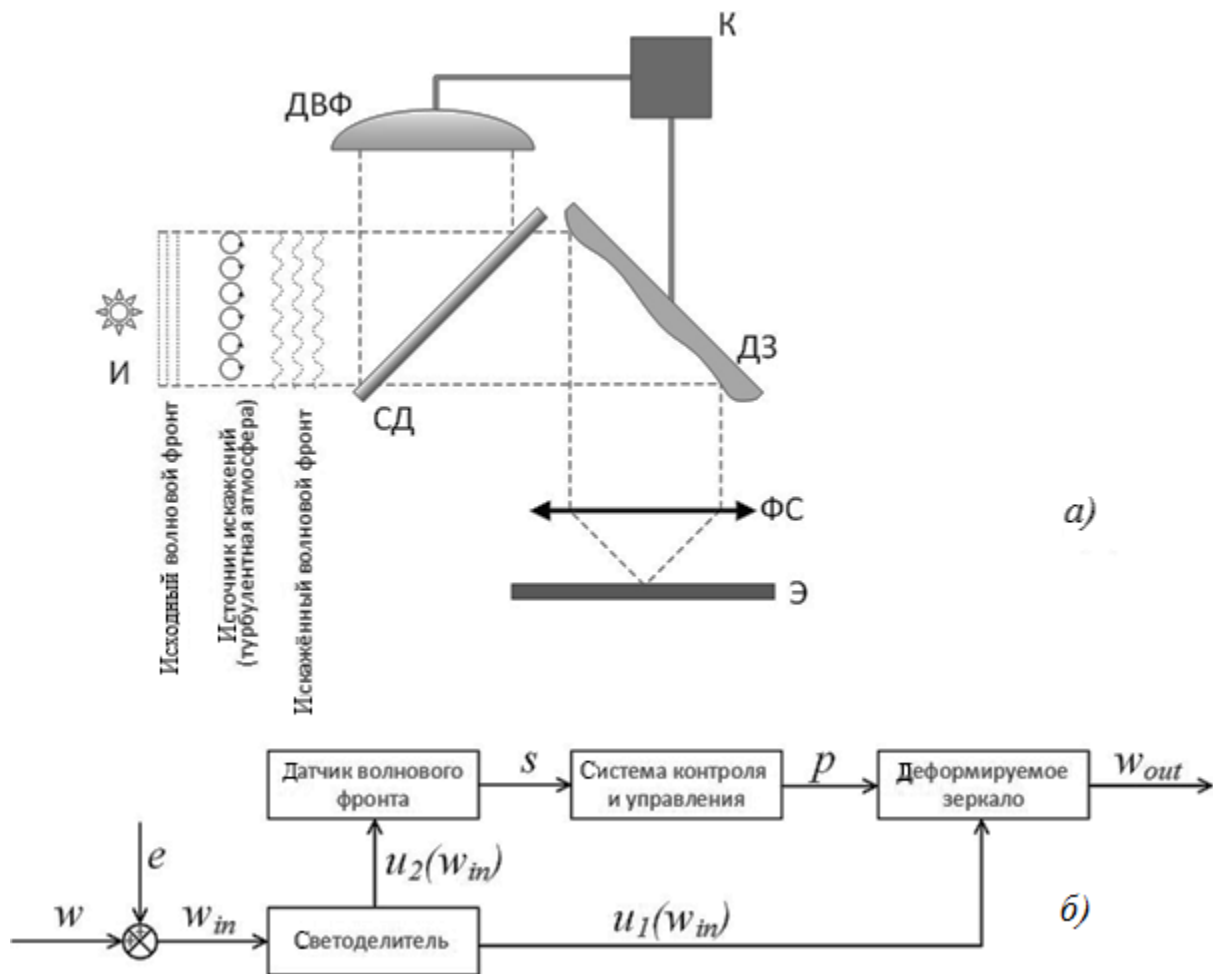 К
ДВФ
И
СД
ДЗ
ФС
Э
а)
Исходный волновой фронт
Источник искажений
(турбулентная атмосфера)
Искажённый волновой фронт
Датчик волнового
фронта
s
Система контроля
и управления
p
Деформируемое
зеркало
w_out
e
u_2(w_in)
w
w_in
Светоделитель
u_1(w_in)
б)